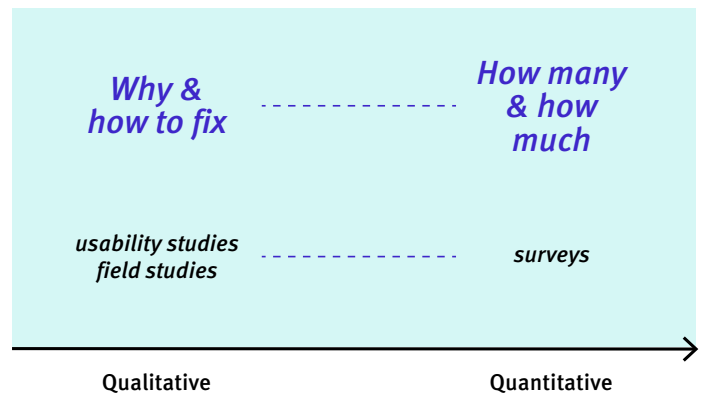 Why &
how to fix
How many
& how
much
usability studies
field studies
surveys
Qualitative
Quantitative